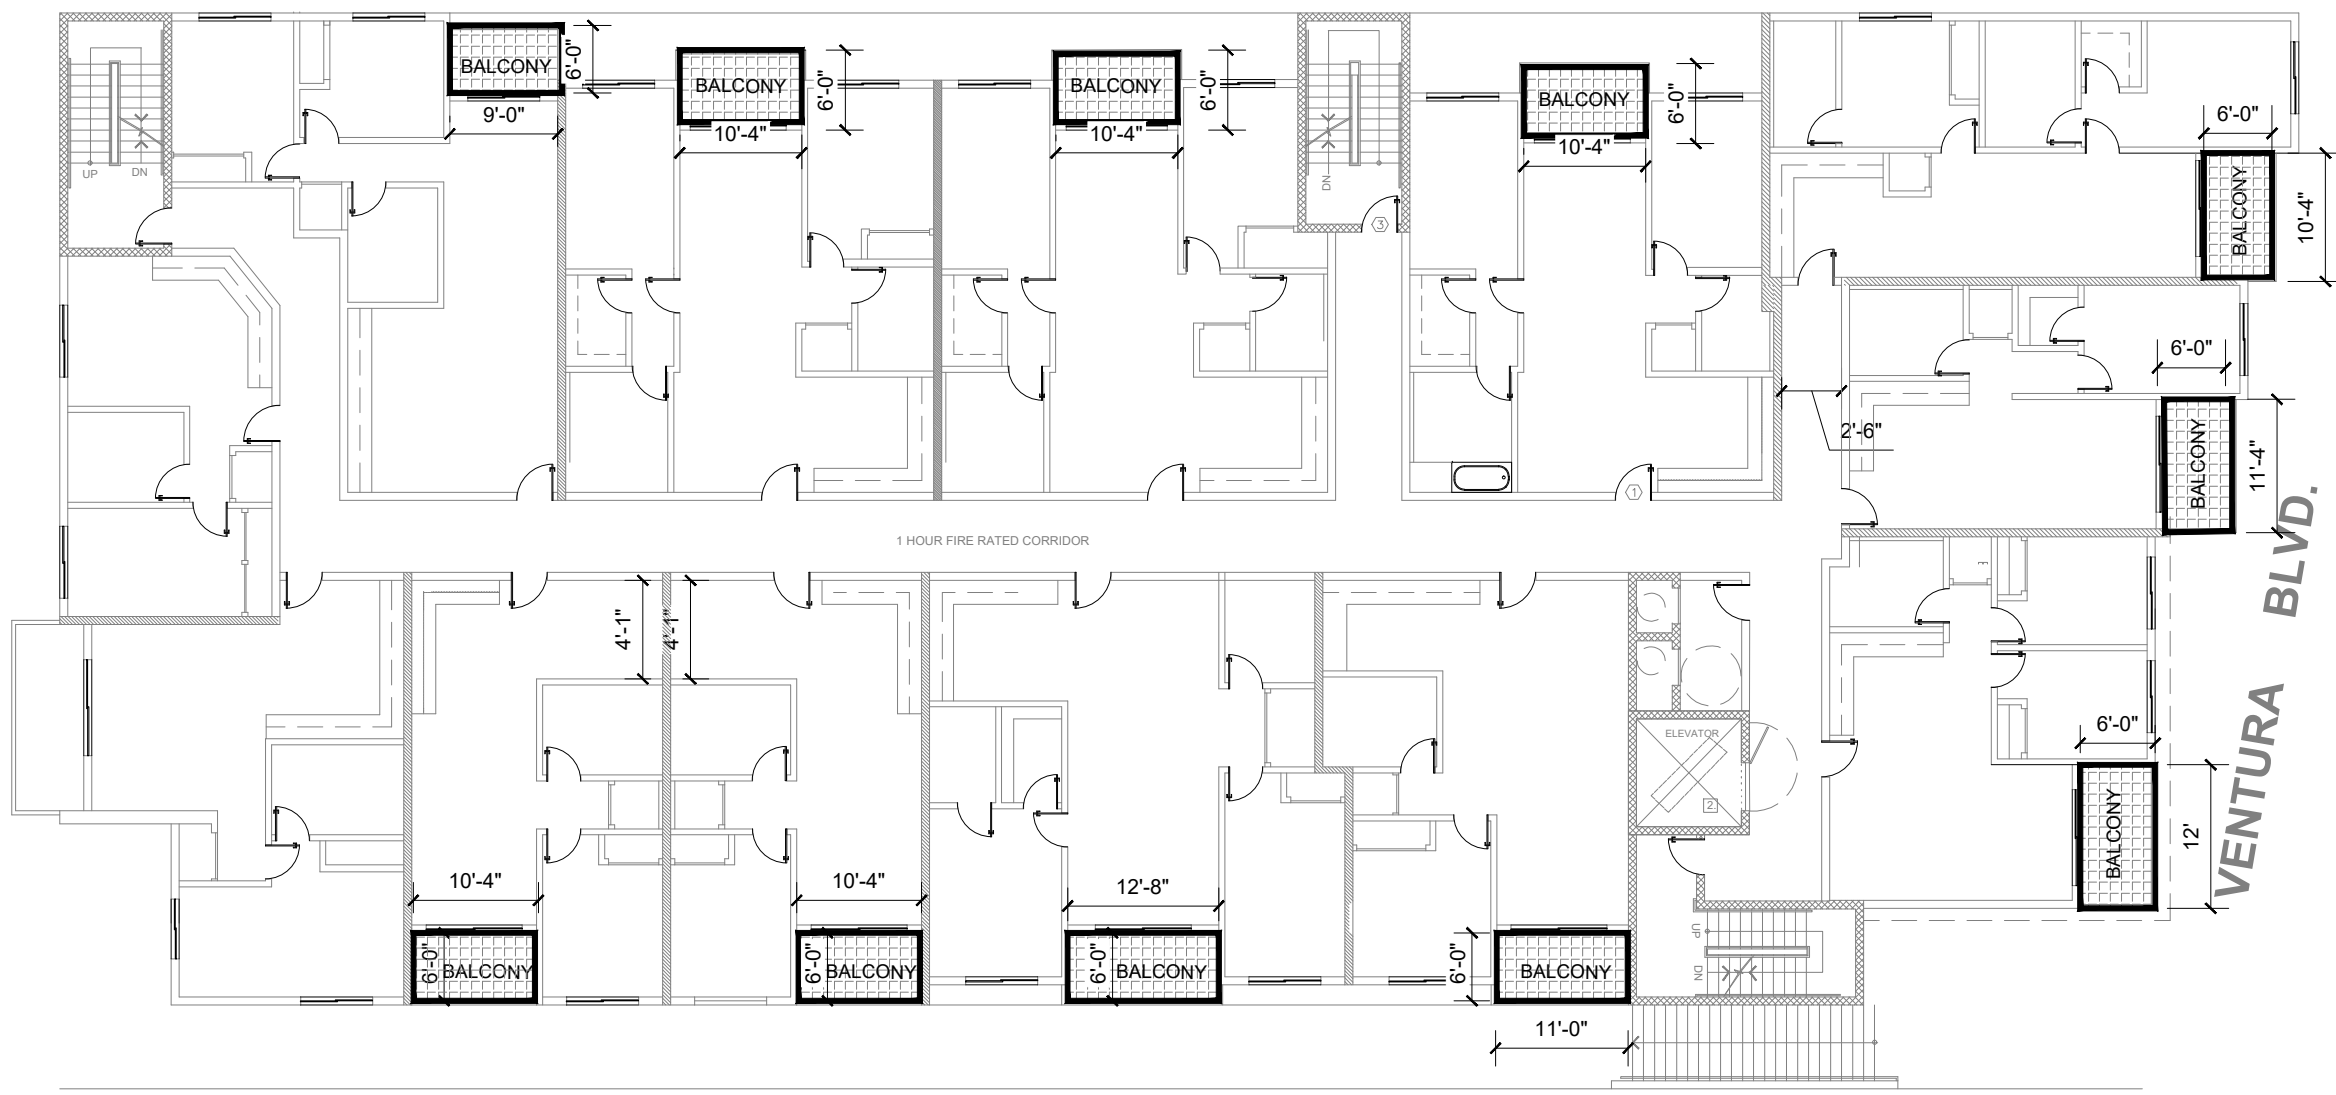 BALCONY
6'-0"
9'-0"
BALCONY
6'-0"
10'-4"
BALCONY
6'-0"
10'-4"
BALCONY
6'-0"
10'-4"
6'-0"
BALCONY
10'-4"
UP
DN
DN
3
6'-0"
2'-6"
BALCONY
11'-4"
1
1 HOUR FIRE RATED CORRIDOR
VENTURA BLVD.
4'-1"
4'-1"
ELEVATOR
2
6'-0"
BALCONY
12'
10'-4"
10'-4"
12'-8"
6'-0"
BALCONY
6'-0"
BALCONY
6'-0"
BALCONY
6'-0"
BALCONY
UP
DN
11'-0"